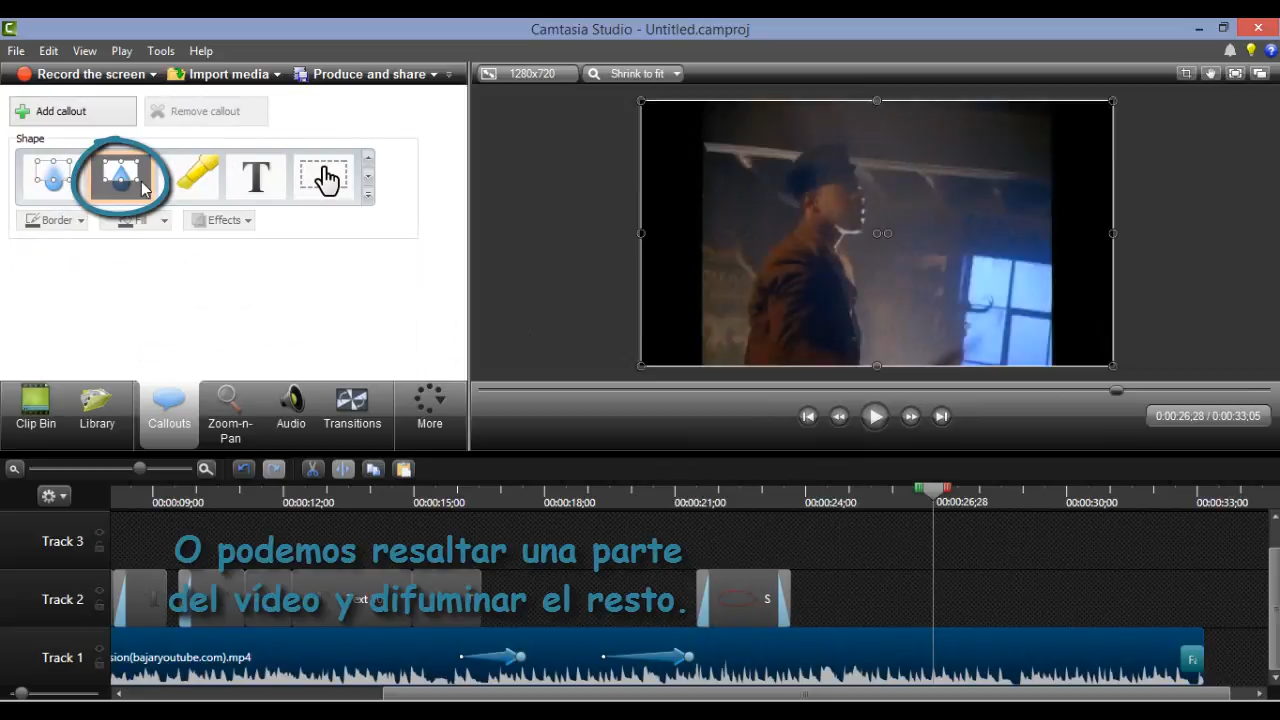 Camtasia Studio - Untitled.camproj
File Edit View Play Tools Help
Record the screen Import media Produce and share
1280x720 Shrink to fit
Add callout Remove callout
Shape
T
Border Fill Effects
Clip Bin Library Callouts Zoom-n-Pan Audio Transitions More
0:00:26;28 / 0:00:33;05
00:00:09;00 00:00:12;00 00:00:15;00 00:00:18;00 00:00:21;00 00:00:24;00 00:00:26;28 00:00:30;00 00:00:33;00
Track 3
O podemos resaltar una parte
Track 2
del vídeo y difuminar el resto.
S
Track 1
sion(bajaryoutube.com).mp4